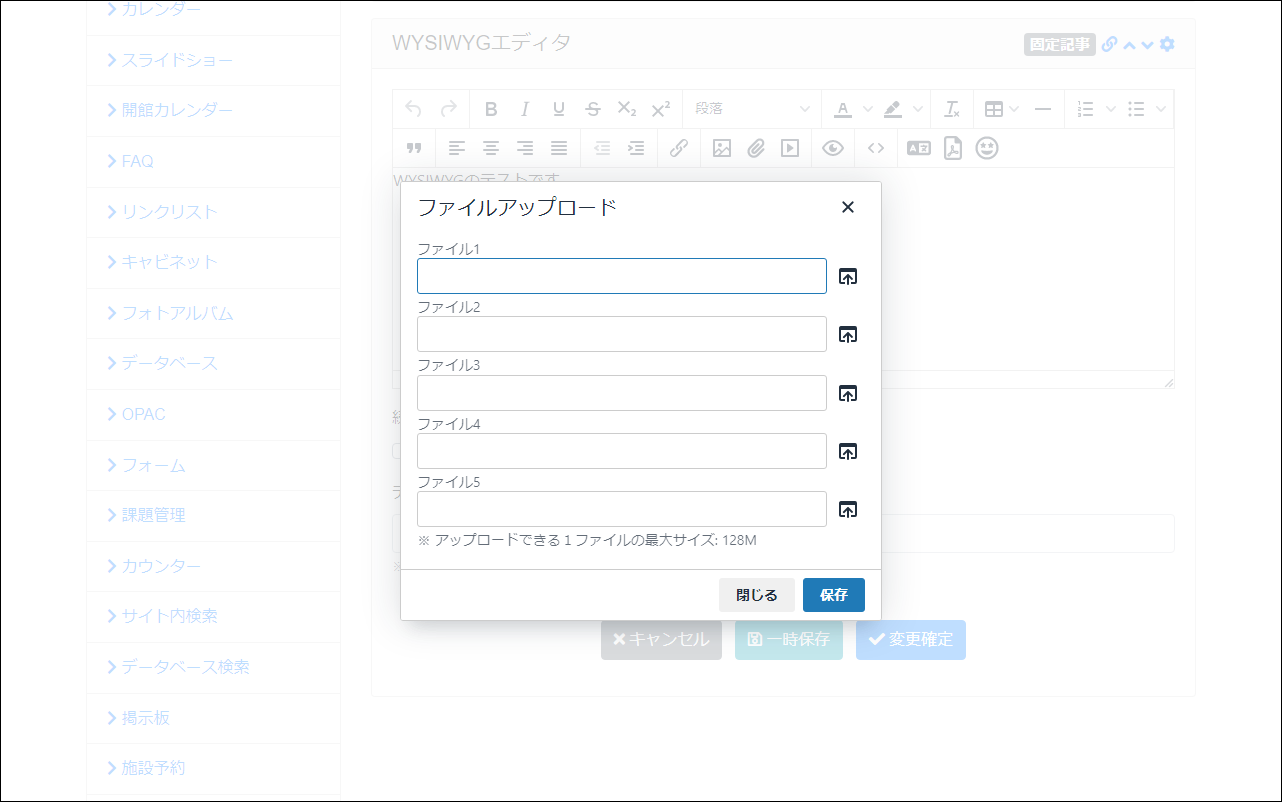 カレンダー
スライドショー
開館カレンダー
FAQ
リンクリスト
キャビネット
フォトアルバム
データベース
OPAC
フォーム
課題管理
カウンター
サイト内検索
データベース検索
掲示板
施設予約
WYSIWYGエディタ
固定記事
段落
WYSIWYGのテストです
ファイルアップロード
ファイル1
ファイル2
ファイル3
ファイル4
ファイル5
※ アップロードできる１ファイルの最大サイズ: 128M
閉じる
保存
キャンセル
一時保存
変更確定